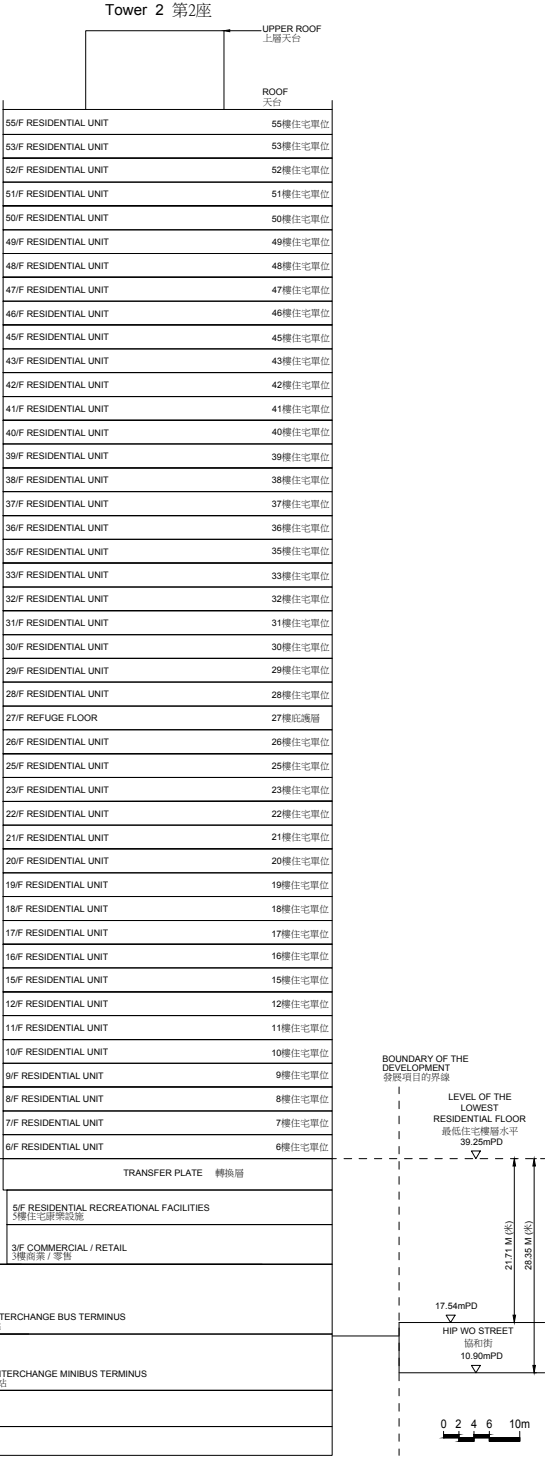 Tower 2 第2座
UPPER ROOF
上層天台
ROOF
天台
55/F RESIDENTIAL UNIT 55樓住宅單位
53/F RESIDENTIAL UNIT 53樓住宅單位
52/F RESIDENTIAL UNIT 52樓住宅單位
51/F RESIDENTIAL UNIT 51樓住宅單位
50/F RESIDENTIAL UNIT 50樓住宅單位
49/F RESIDENTIAL UNIT 49樓住宅單位
48/F RESIDENTIAL UNIT 48樓住宅單位
47/F RESIDENTIAL UNIT 47樓住宅單位
46/F RESIDENTIAL UNIT 46樓住宅單位
45/F RESIDENTIAL UNIT 45樓住宅單位
43/F RESIDENTIAL UNIT 43樓住宅單位
42/F RESIDENTIAL UNIT 42樓住宅單位
41/F RESIDENTIAL UNIT 41樓住宅單位
40/F RESIDENTIAL UNIT 40樓住宅單位
39/F RESIDENTIAL UNIT 39樓住宅單位
38/F RESIDENTIAL UNIT 38樓住宅單位
37/F RESIDENTIAL UNIT 37樓住宅單位
36/F RESIDENTIAL UNIT 36樓住宅單位
35/F RESIDENTIAL UNIT 35樓住宅單位
33/F RESIDENTIAL UNIT 33樓住宅單位
32/F RESIDENTIAL UNIT 32樓住宅單位
31/F RESIDENTIAL UNIT 31樓住宅單位
30/F RESIDENTIAL UNIT 30樓住宅單位
29/F RESIDENTIAL UNIT 29樓住宅單位
28/F RESIDENTIAL UNIT 28樓住宅單位
27/F REFUGE FLOOR 27樓庇護層
26/F RESIDENTIAL UNIT 26樓住宅單位
25/F RESIDENTIAL UNIT 25樓住宅單位
23/F RESIDENTIAL UNIT 23樓住宅單位
22/F RESIDENTIAL UNIT 22樓住宅單位
21/F RESIDENTIAL UNIT 21樓住宅單位
20/F RESIDENTIAL UNIT 20樓住宅單位
19/F RESIDENTIAL UNIT 19樓住宅單位
18/F RESIDENTIAL UNIT 18樓住宅單位
17/F RESIDENTIAL UNIT 17樓住宅單位
16/F RESIDENTIAL UNIT 16樓住宅單位
15/F RESIDENTIAL UNIT 15樓住宅單位
12/F RESIDENTIAL UNIT 12樓住宅單位
11/F RESIDENTIAL UNIT 11樓住宅單位
10/F RESIDENTIAL UNIT 10樓住宅單位
9/F RESIDENTIAL UNIT 9樓住宅單位
8/F RESIDENTIAL UNIT 8樓住宅單位
7/F RESIDENTIAL UNIT 7樓住宅單位
6/F RESIDENTIAL UNIT 6樓住宅單位
BOUNDARY OF THE
DEVELOPMENT
發展項目的界線
LEVEL OF THE
LOWEST
RESIDENTIAL FLOOR
最低住宅樓層水平
39.25mPD
TRANSFER PLATE 轉換層
5/F RESIDENTIAL RECREATIONAL FACILITIES
5樓住宅康樂設施
3/F COMMERCIAL / RETAIL
3樓商業 / 零售
21.71 M (米)
28.35 M (米)
TERCHANGE BUS TERMINUS
17.54mPD
HIP WO STREET
協和街
10.90mPD
NTERCHANGE MINIBUS TERMINUS
站
0 2 4 6 10m